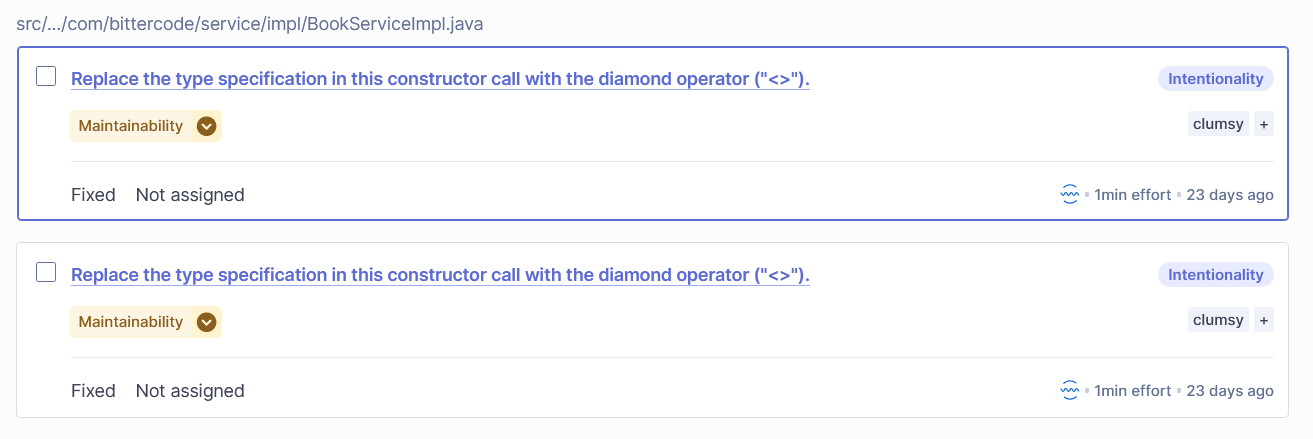 src/.../com/bittercode/service/impl/BookServiceImpl.java
Replace the type specification in this constructor call with the diamond operator ("<>").
Intentionality
Maintainability
clumsy +
Fixed Not assigned
1min effort • 23 days ago
Replace the type specification in this constructor call with the diamond operator ("<>").
Intentionality
Maintainability
clumsy +
Fixed Not assigned
1min effort • 23 days ago